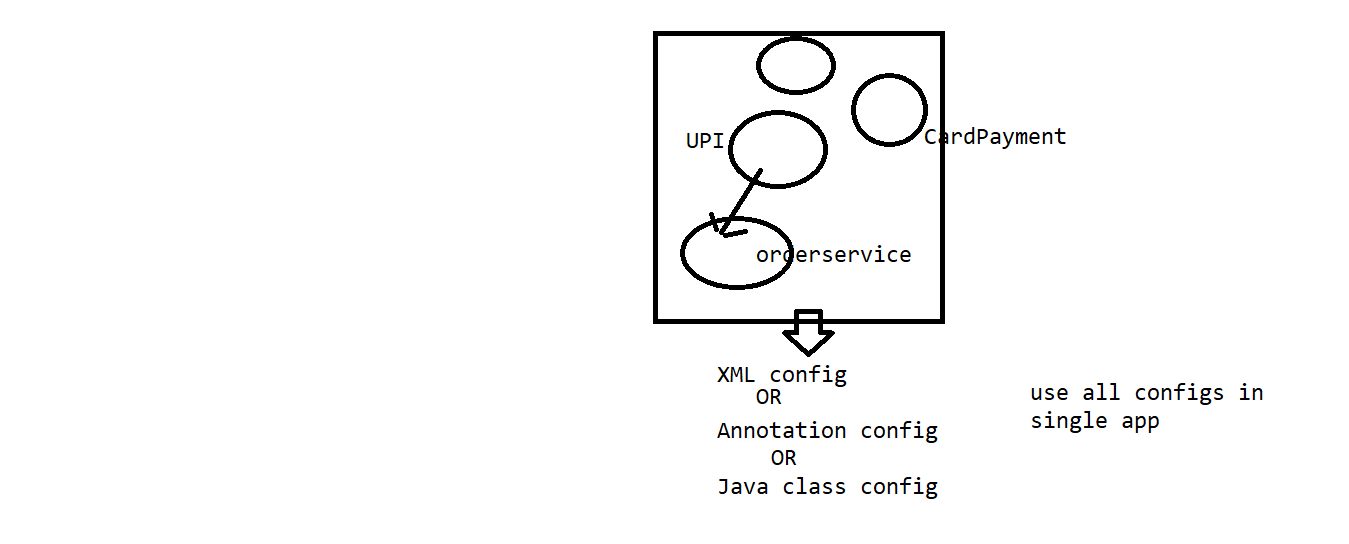 UPI
CardPayment
orderservice
XML config
OR
Annotation config
OR
Java class config
use all configs in
single app